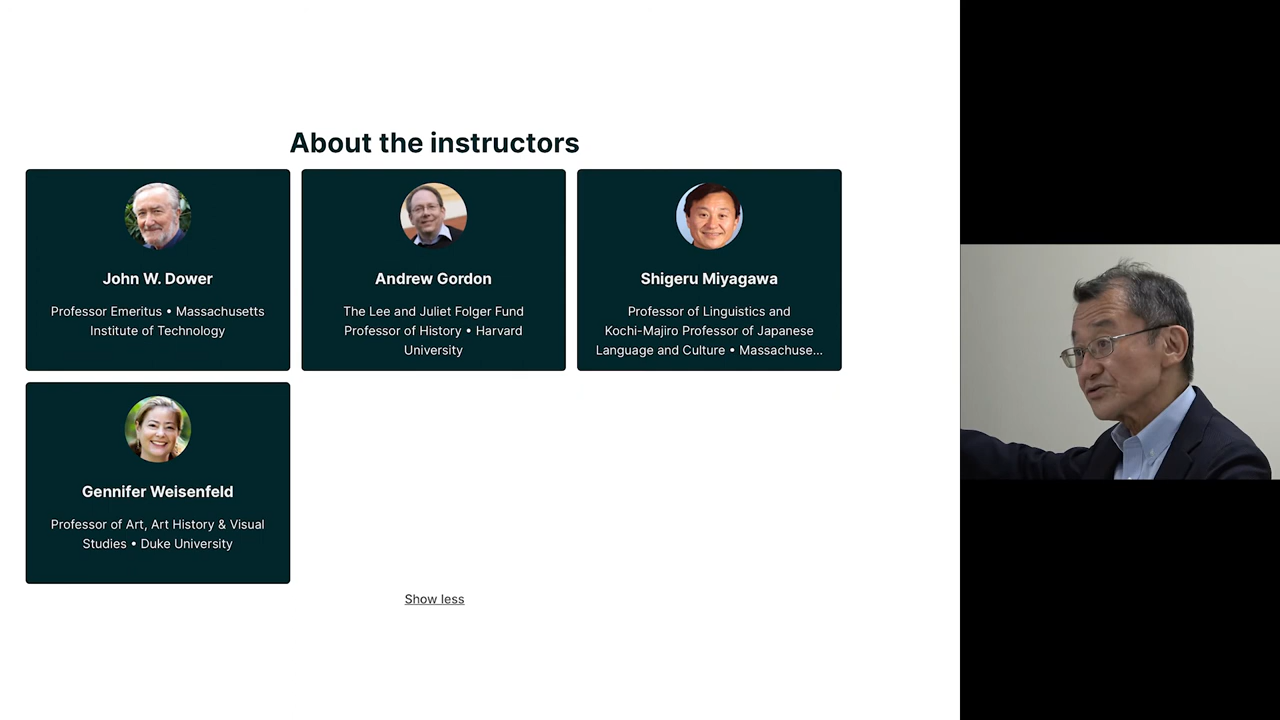 About the instructors
John W. Dower
Professor Emeritus • Massachusetts
Institute of Technology
Andrew Gordon
The Lee and Juliet Folger Fund
Professor of History • Harvard
University
Shigeru Miyagawa
Professor of Linguistics and
Kochi-Majiro Professor of Japanese
Language and Culture • Massachuse...
Gennifer Weisenfeld
Professor of Art, Art History & Visual
Studies • Duke University
Show less